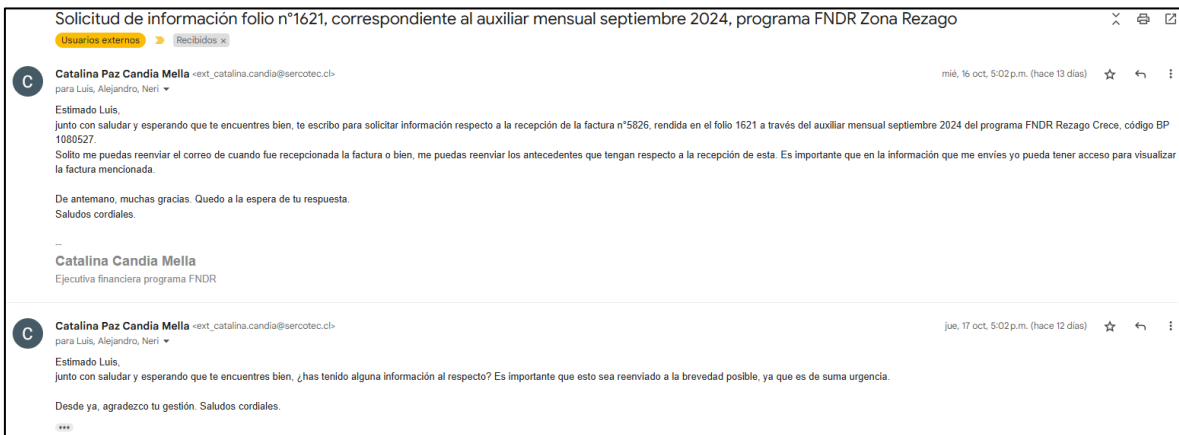 Solicitud de información folio n°1621, correspondiente al auxiliar mensual septiembre 2024, programa FNDR Zona Rezago
Usuarios externos Recibidos ×
C
Catalina Paz Candia Mella <ext_catalina.candia@sercotec.cl> mié, 16 oct, 5:02 p.m. (hace 13 días)
para Luis, Alejandro, Neri
Estimado Luis,
junto con saludar y esperando que te encuentres bien, te escribo para solicitar información respecto a la recepción de la factura n°5826, rendida en el folio 1621 a través del auxiliar mensual septiembre 2024 del programa FNDR Rezago Crece, código BP
1080527.
Solito me puedas reenviar el correo de cuando fue recepcionada la factura o bien, me puedas reenviar los antecedentes que tengan respecto a la recepción de esta. Es importante que en la información que me envíes yo pueda tener acceso para visualizar
la factura mencionada.
De antemano, muchas gracias. Quedo a la espera de tu respuesta.
Saludos cordiales.
--
Catalina Candia Mella
Ejecutiva financiera programa FNDR
C
Catalina Paz Candia Mella <ext_catalina.candia@sercotec.cl> jue, 17 oct, 5:02 p.m. (hace 12 días)
para Luis, Alejandro, Neri
Estimado Luis,
junto con saludar y esperando que te encuentres bien, ¿has tenido alguna información al respecto? Es importante que esto sea reenviado a la brevedad posible, ya que es de suma urgencia.
Desde ya, agradezco tu gestión. Saludos cordiales.